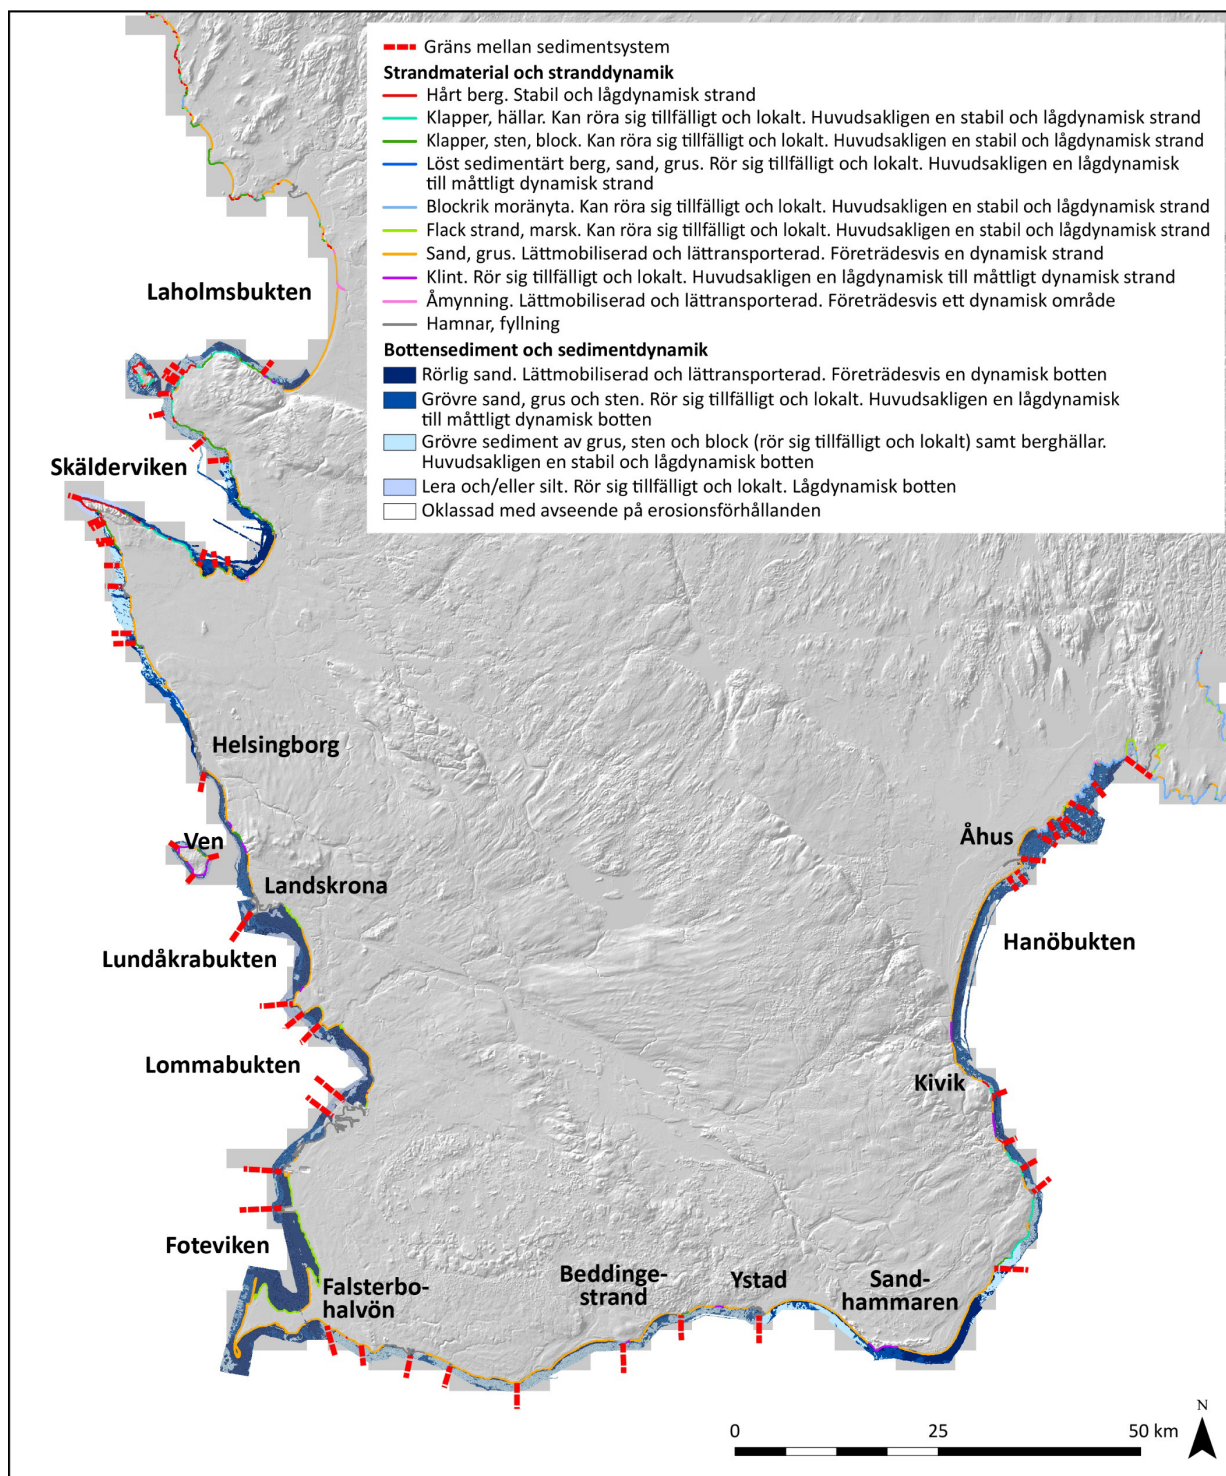 Gräns mellan sedimentsystem
Strandmaterial och stranddynamik
Hårt berg. Stabil och lågdynamisk strand
Klapper, hällar. Kan röra sig tillfälligt och lokalt. Huvudsakligen en stabil och lågdynamisk strand
Klapper, sten, block. Kan röra sig tillfälligt och lokalt. Huvudsakligen en stabil och lågdynamisk strand
Löst sedimentärt berg, sand, grus. Rör sig tillfälligt och lokalt. Huvudsakligen en lågdynamisk
till måttligt dynamisk strand
Blockrik moränyta. Kan röra sig tillfälligt och lokalt. Huvudsakligen en stabil och lågdynamisk strand
Flack strand, marsk. Kan röra sig tillfälligt och lokalt. Huvudsakligen en stabil och lågdynamisk strand
Sand, grus. Lättmobiliserad och lättransporterad. Företrädesvis en dynamisk strand
Klint. Rör sig tillfälligt och lokalt. Huvudsakligen en lågdynamisk till måttligt dynamisk strand
Åmynning. Lättmobiliserad och lättransporterad. Företrädesvis ett dynamisk område
Hamnar, fyllning
Bottensediment och sedimentdynamik
Rörlig sand. Lättmobiliserad och lättransporterad. Företrädesvis en dynamisk botten
Grövre sand, grus och sten. Rör sig tillfälligt och lokalt. Huvudsakligen en lågdynamisk
till måttligt dynamisk botten
Grövre sediment av grus, sten och block (rör sig tillfälligt och lokalt) samt berghällar.
Huvudsakligen en stabil och lågdynamisk botten
Lera och/eller silt. Rör sig tillfälligt och lokalt. Lågdynamisk botten
Oklassad med avseende på erosionsförhållanden
Laholmsbukten
Skälderviken
Helsingborg
Ven
Landskrona
Lundåkrabukten
Lommabukten
Foteviken
Falsterbo-
halvön
Beddinge-
strand
Ystad
Sand-
hammaren
Kivik
Hanöbukten
Åhus
N
0 25 50 km